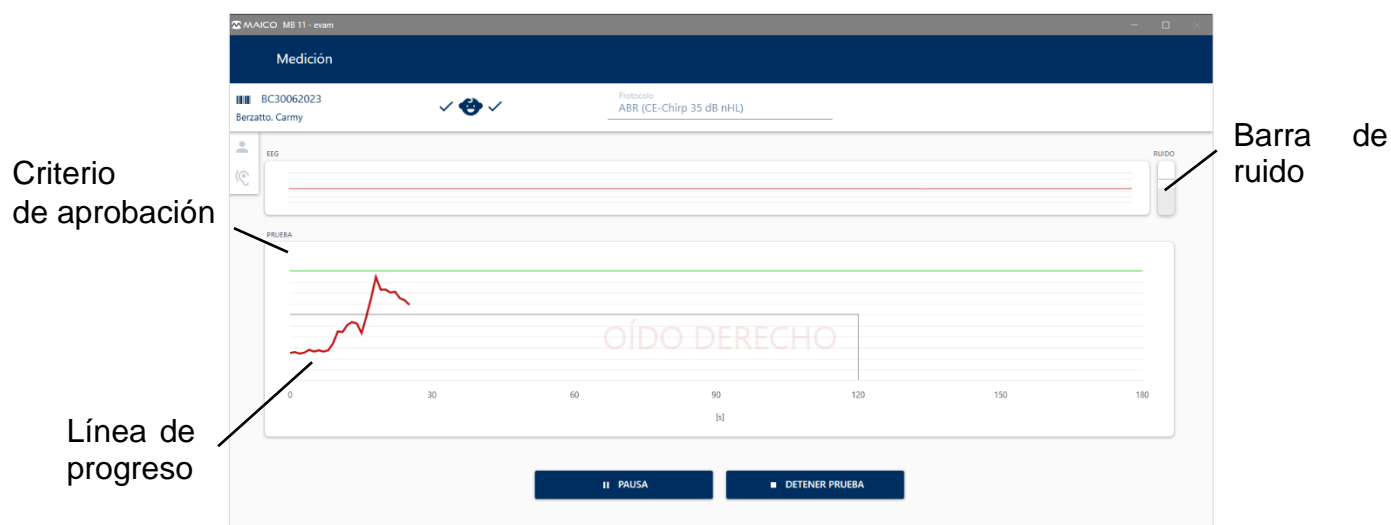 MAICO MB 11 - evam
Medición
BC30062023
Berzatto, Carmy
Protocolo
ABR (CE-Chirp 35 dB nHL)
Barra de
ruido
EEG
RUIDO
Criterio
de aprobación
PRUEBA
OÍDO DERECHO
0 30 60 90 120 150 180
[s]
Línea de
progreso
PAUSA
DETENER PRUEBA